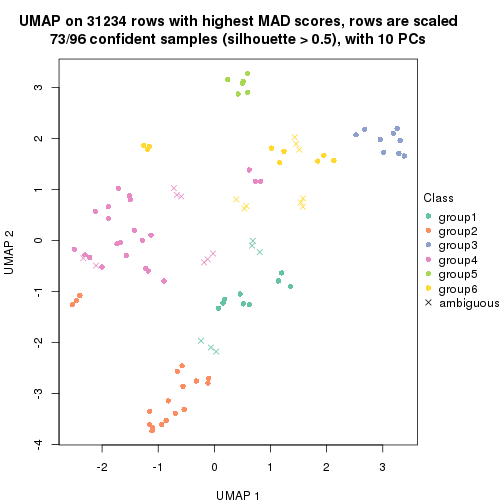 UMAP on 31234 rows with highest MAD scores, rows are scaled
73/96 confident samples (silhouette > 0.5), with 10 PCs
3
2
1
0
-1
-2
-3
-4
UMAP 2
-2
-1
0
1
2
3
UMAP 1
Class
group1
group2
group3
group4
group5
group6
ambiguous